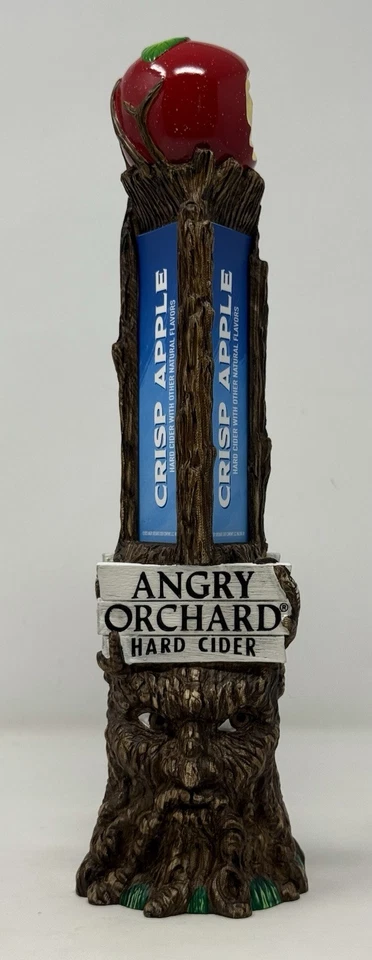 CRISP APPLE
HARD CIDER WITH OTHER NATURAL FLAVORS
CRISP APPLE
HARD CIDER WITH OTHER NATURAL FLAVORS
ANGRY
ORCHARD®
HARD CIDER